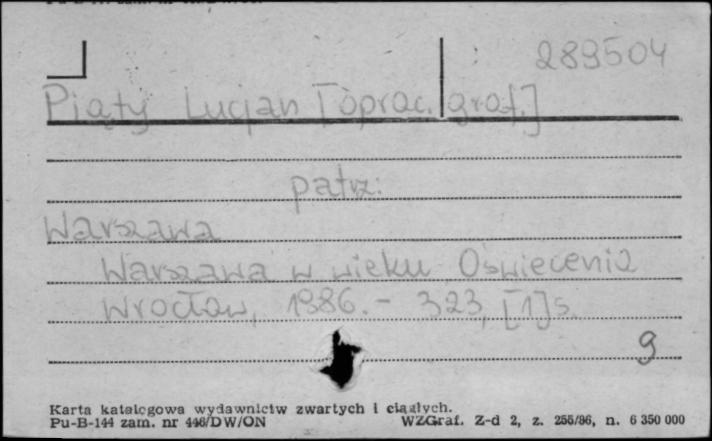 289504
Piąty Lucjan [oprac. graf.]
patrz:
Warszawa
Warszawa w wieku Oświecenia
Wrocław, 1986. - 323, [1] s.
9
Karta katalogowa wydawnictw zwartych i ciągłych.
Pu-B-144 zam. nr 446/DW/ON WZGraf. Z-d 2, z. 255/86, n. 6 350 000